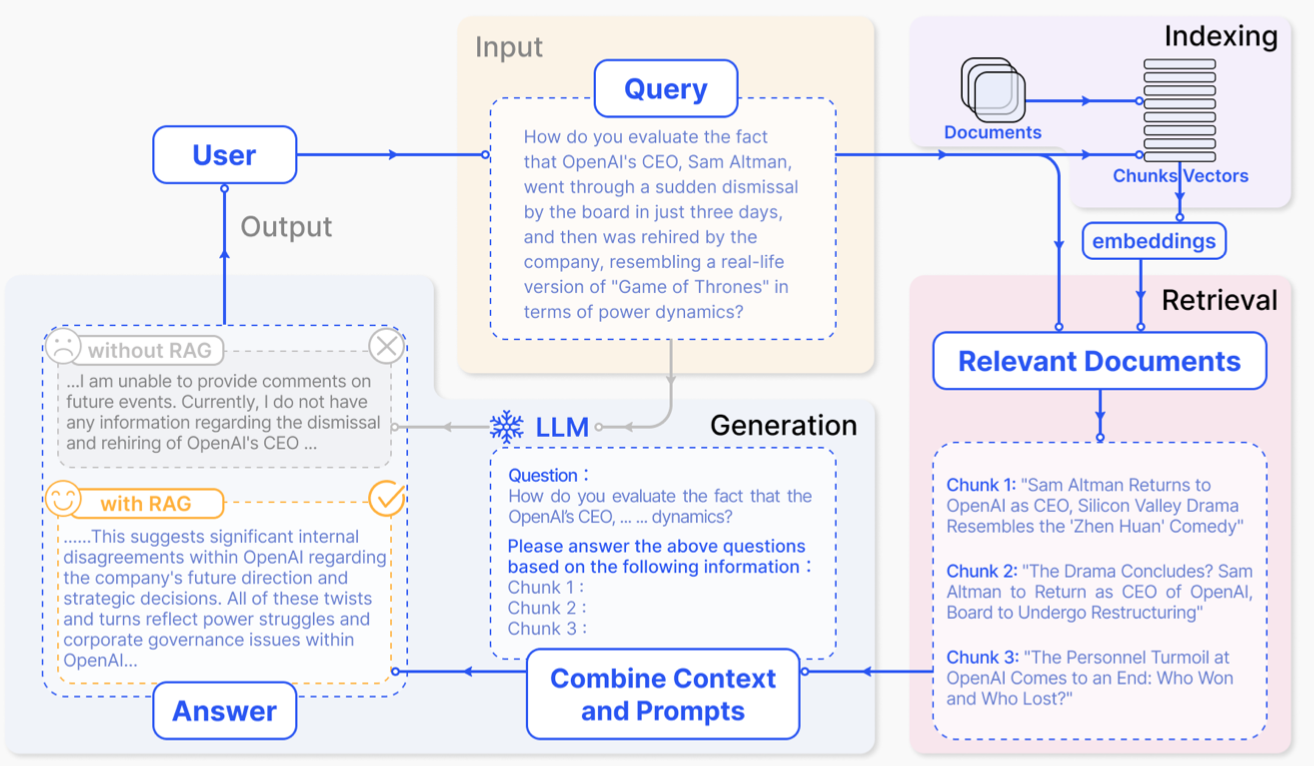 Input
Query
How do you evaluate the fact
that OpenAI's CEO, Sam Altman,
went through a sudden dismissal
by the board in just three days,
and then was rehired by the
company, resembling a real-life
version of "Game of Thrones" in
terms of power dynamics?
Indexing
Documents
Chunks Vectors
embeddings
User
Output
Retrieval
Relevant Documents
Chunk 1: "Sam Altman Returns to
OpenAI as CEO, Silicon Valley Drama
Resembles the 'Zhen Huan' Comedy"
Chunk 2: "The Drama Concludes? Sam
Altman to Return as CEO of OpenAI,
Board to Undergo Restructuring"
Chunk 3: "The Personnel Turmoil at
OpenAI Comes to an End: Who Won
and Who Lost?"
Generation
LLM
Question :
How do you evaluate the fact that the
OpenAI's CEO, ... ... dynamics?
Please answer the above questions
based on the following information :
Chunk 1 :
Chunk 2 :
Chunk 3 :
Combine Context
and Prompts
without RAG
...I am unable to provide comments on
future events. Currently, I do not have
any information regarding the dismissal
and rehiring of OpenAI's CEO ...
with RAG
......This suggests significant internal
disagreements within OpenAI regarding
the company's future direction and
strategic decisions. All of these twists
and turns reflect power struggles and
corporate governance issues within
OpenAI...
Answer